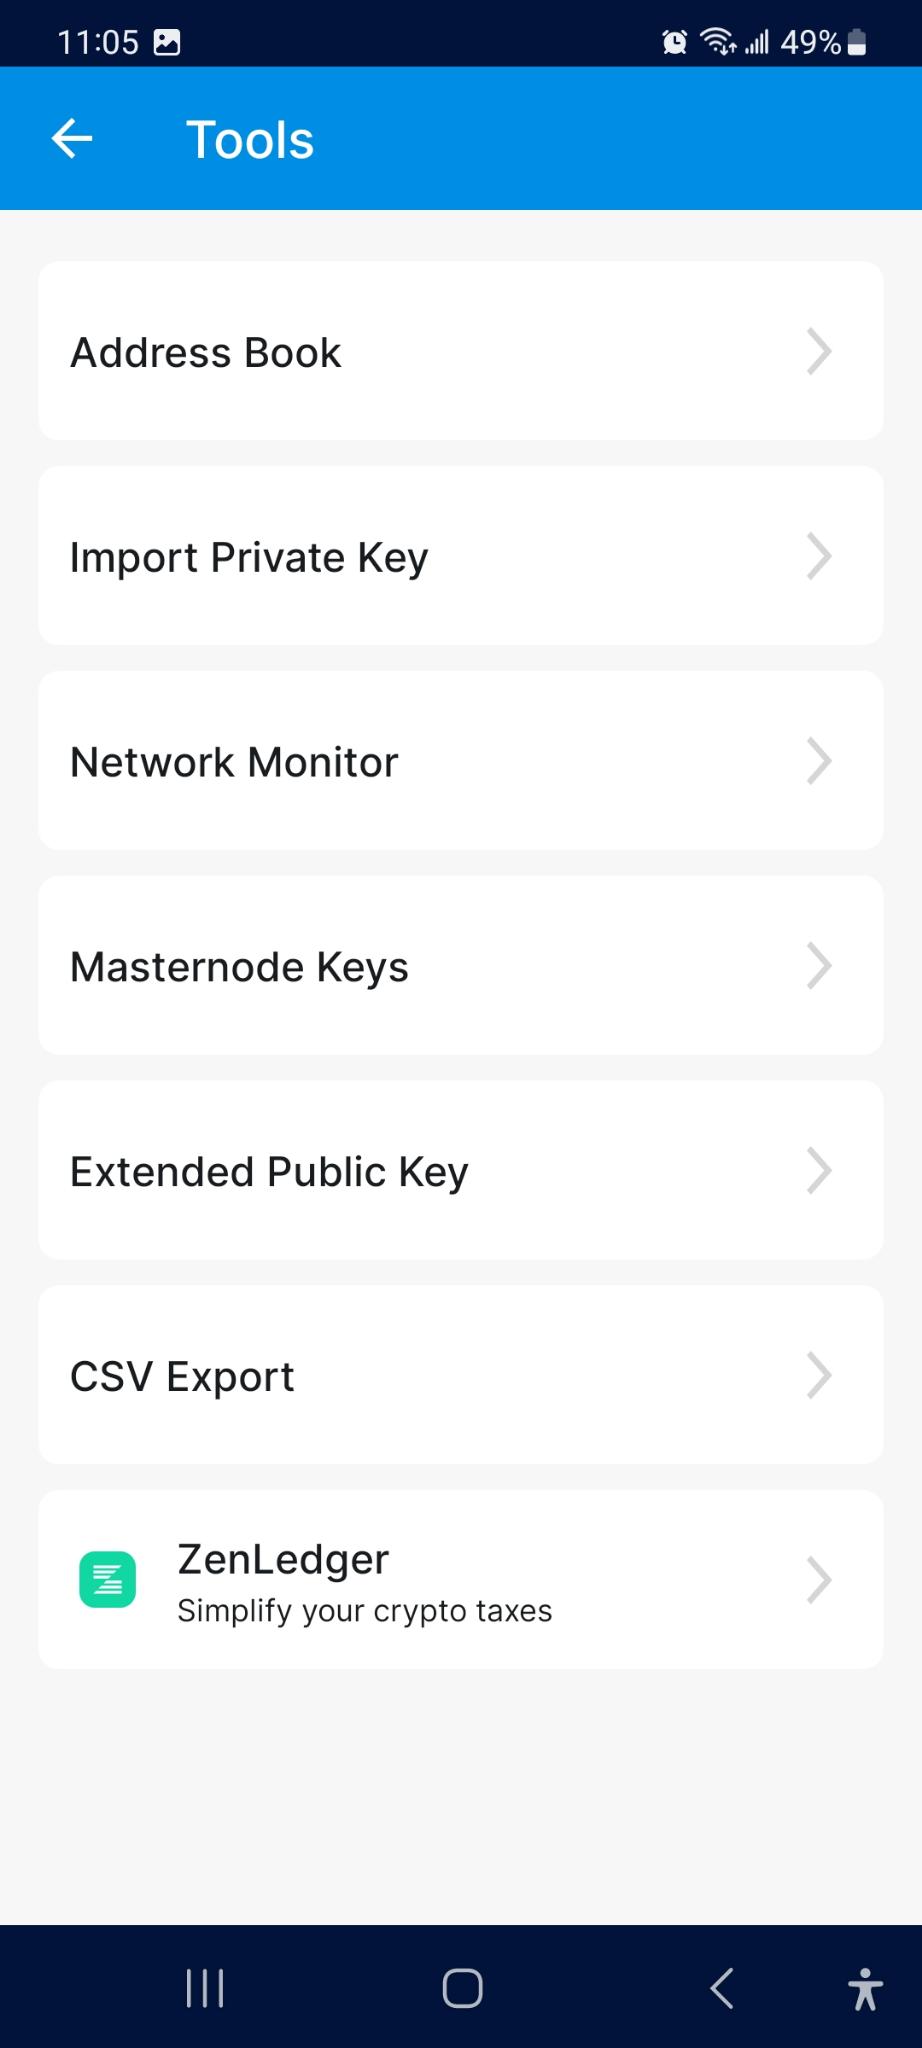 11:05
49%
Tools
Address Book
Import Private Key
Network Monitor
Masternode Keys
Extended Public Key
CSV Export
ZenLedger
Simplify your crypto taxes